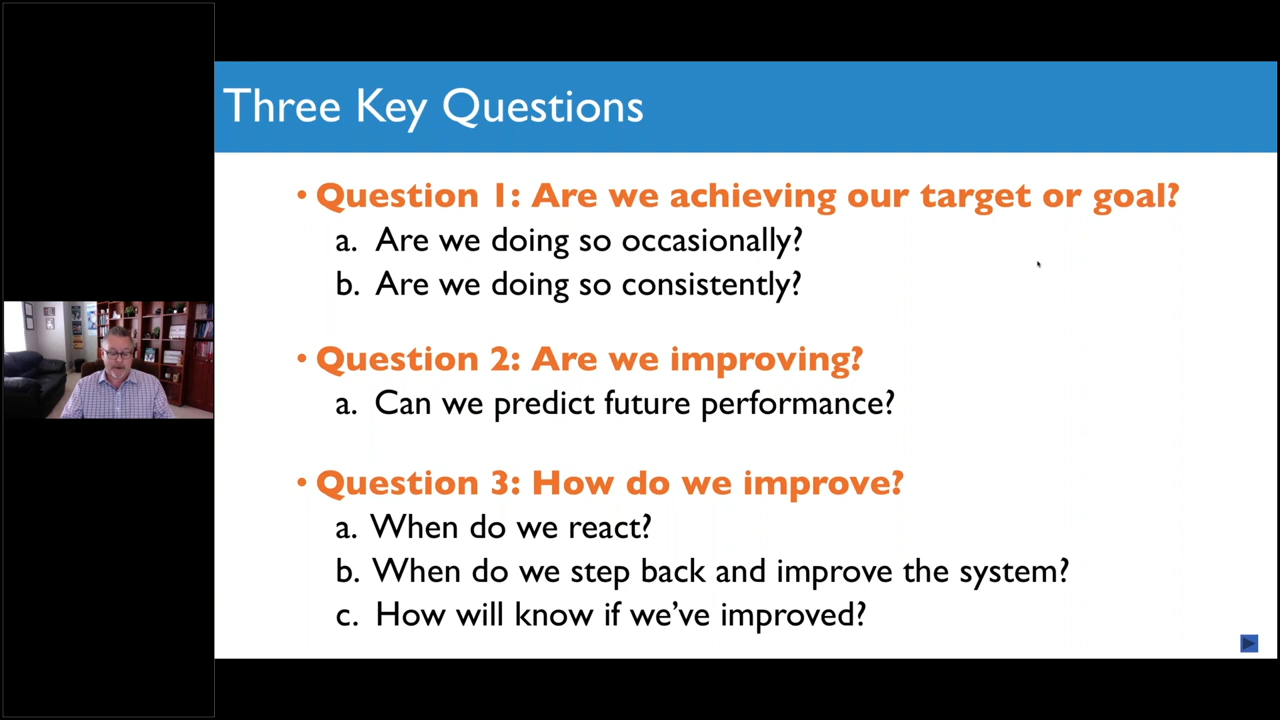 Three Key Questions
• Question 1: Are we achieving our target or goal?
a. Are we doing so occasionally?
b. Are we doing so consistently?
• Question 2: Are we improving?
a. Can we predict future performance?
• Question 3: How do we improve?
a. When do we react?
b. When do we step back and improve the system?
c. How will know if we've improved?